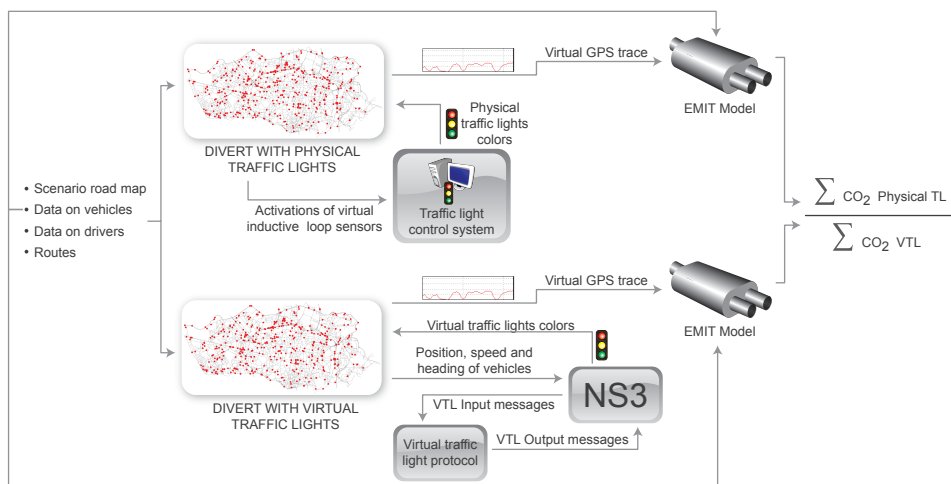 Virtual GPS trace
EMIT Model
Physical
traffic lights
colors
DIVERT WITH PHYSICAL
TRAFFIC LIGHTS
• Scenario road map
• Data on vehicles
• Data on drivers
• Routes
Activations of virtual
inductive loop sensors
Traffic light
control system
∑ CO2 Physical TL
∑ CO2 VTL
Virtual GPS trace
EMIT Model
Virtual traffic lights colors
Position, speed and
heading of vehicles
NS3
DIVERT WITH VIRTUAL
TRAFFIC LIGHTS
VTL Input messages
Virtual traffic
light protocol
VTL Output messages